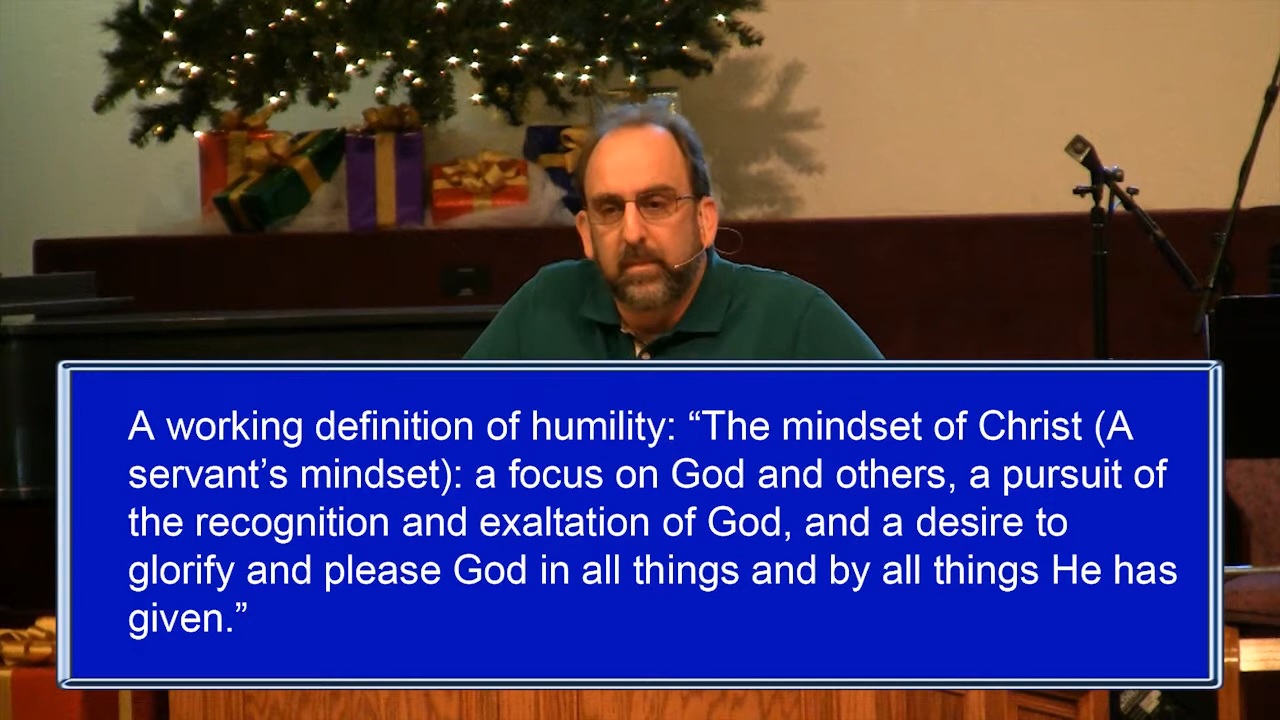 A working definition of humility: “The mindset of Christ (A
servant’s mindset): a focus on God and others, a pursuit of
the recognition and exaltation of God, and a desire to
glorify and please God in all things and by all things He has
given.”